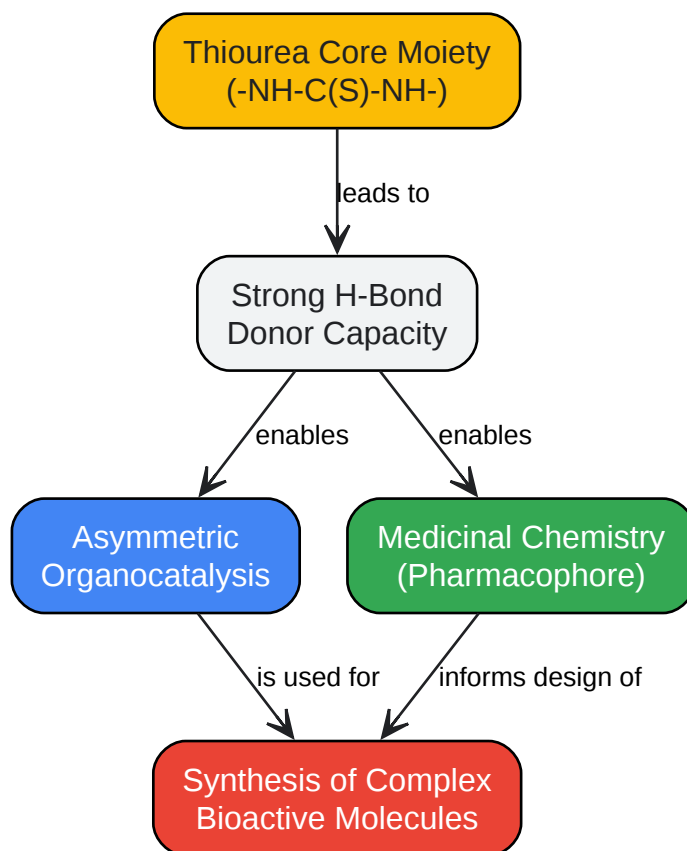 Thiourea Core Moiety
(-NH-C(S)-NH-)
leads to
Strong H-Bond
Donor Capacity
enables
enables
Asymmetric
Organocatalysis
Medicinal Chemistry
(Pharmacophore)
is used for
informs design of
Synthesis of Complex
Bioactive Molecules